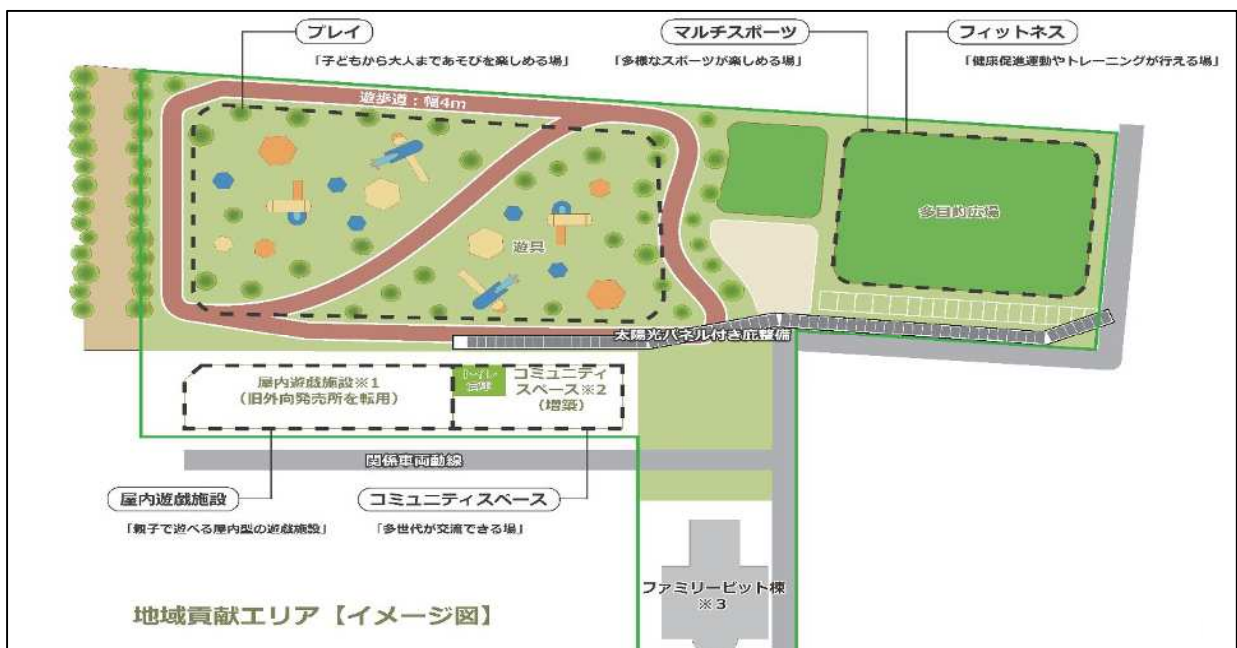 プレイ
「子どもから大人まであそびを楽しめる場」
マルチスポーツ
「多様なスポーツが楽しめる場」
フィットネス
「健康促進運動やトレーニングが行える場」
遊歩道：幅4m
多目的広場
遊具
太陽光パネル付き庇整備
屋内遊戯施設※1
（旧外向発売所を転用）
トイレ
コミュニティ
スペース※2
（増築）
関係車両動線
屋内遊戯施設
「親子で遊べる屋内型の遊戯施設」
コミュニティスペース
「多世代が交流できる場」
ファミリーピット棟
※3
地域貢献エリア【イメージ図】